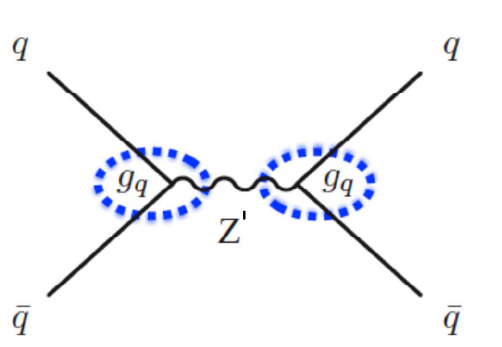 q q
g_q g_q
Z'
q̄ q̄